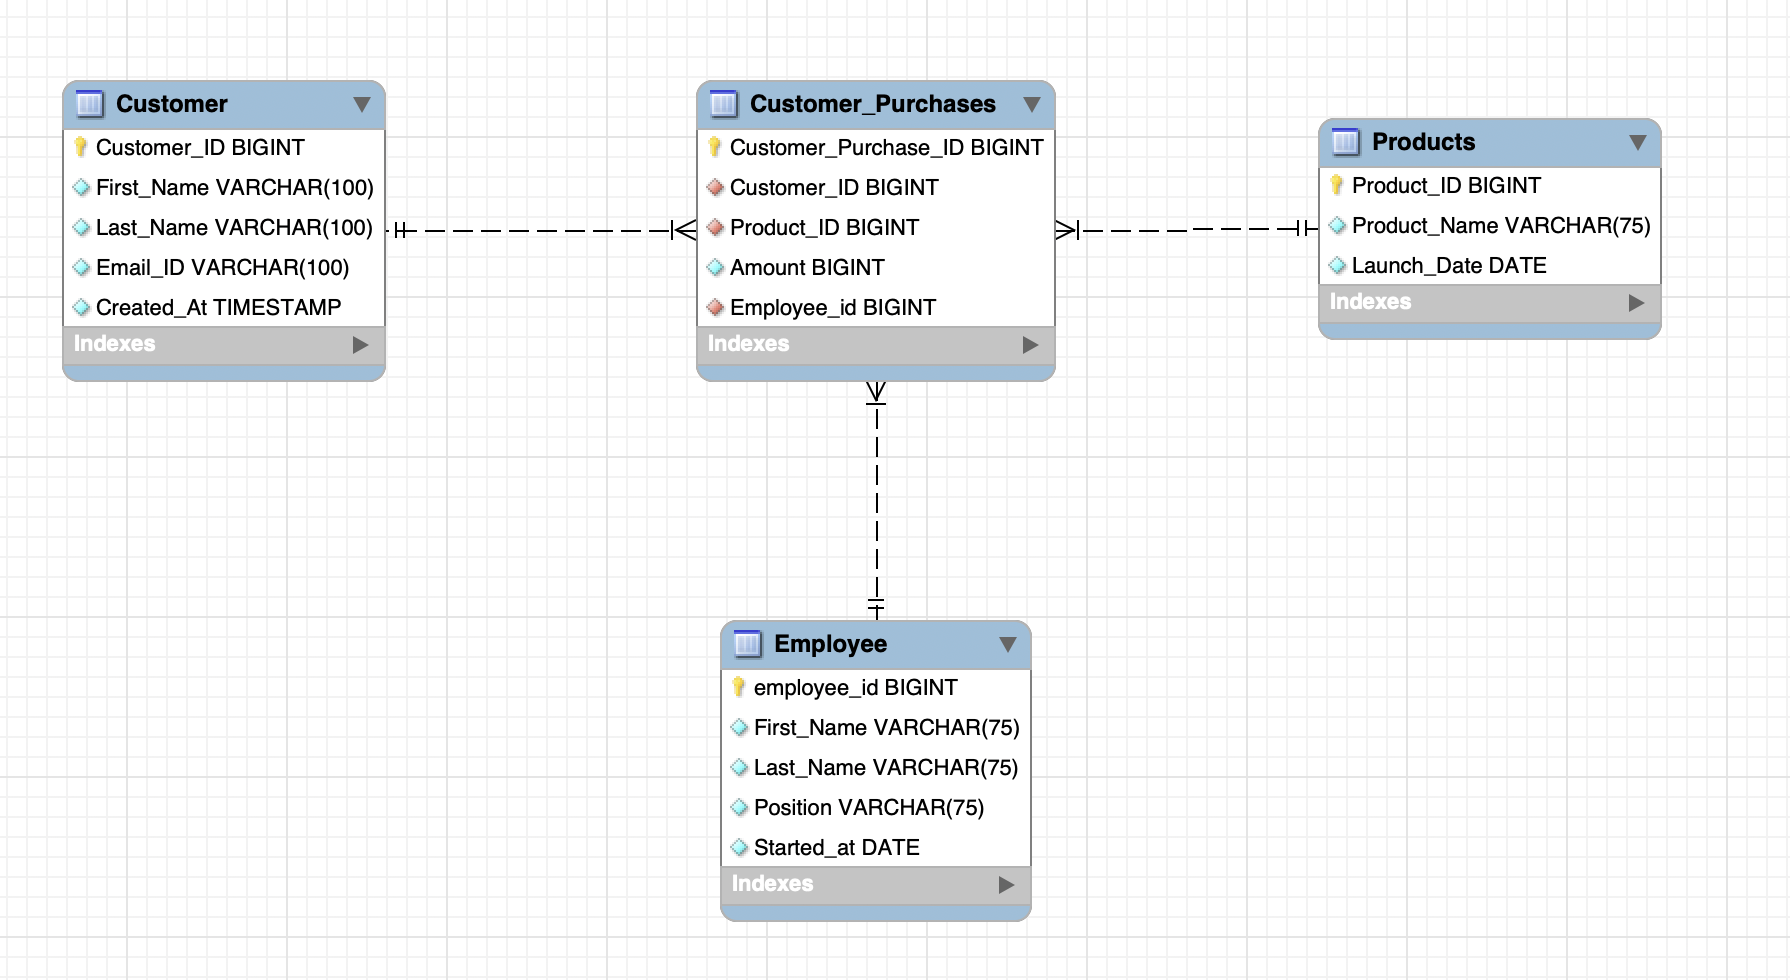 Customer
Customer_ID BIGINT
First_Name VARCHAR(100)
Last_Name VARCHAR(100)
Email_ID VARCHAR(100)
Created_At TIMESTAMP
Indexes
Customer_Purchases
Customer_Purchase_ID BIGINT
Customer_ID BIGINT
Product_ID BIGINT
Amount BIGINT
Employee_id BIGINT
Indexes
Products
Product_ID BIGINT
Product_Name VARCHAR(75)
Launch_Date DATE
Indexes
Employee
employee_id BIGINT
First_Name VARCHAR(75)
Last_Name VARCHAR(75)
Position VARCHAR(75)
Started_at DATE
Indexes